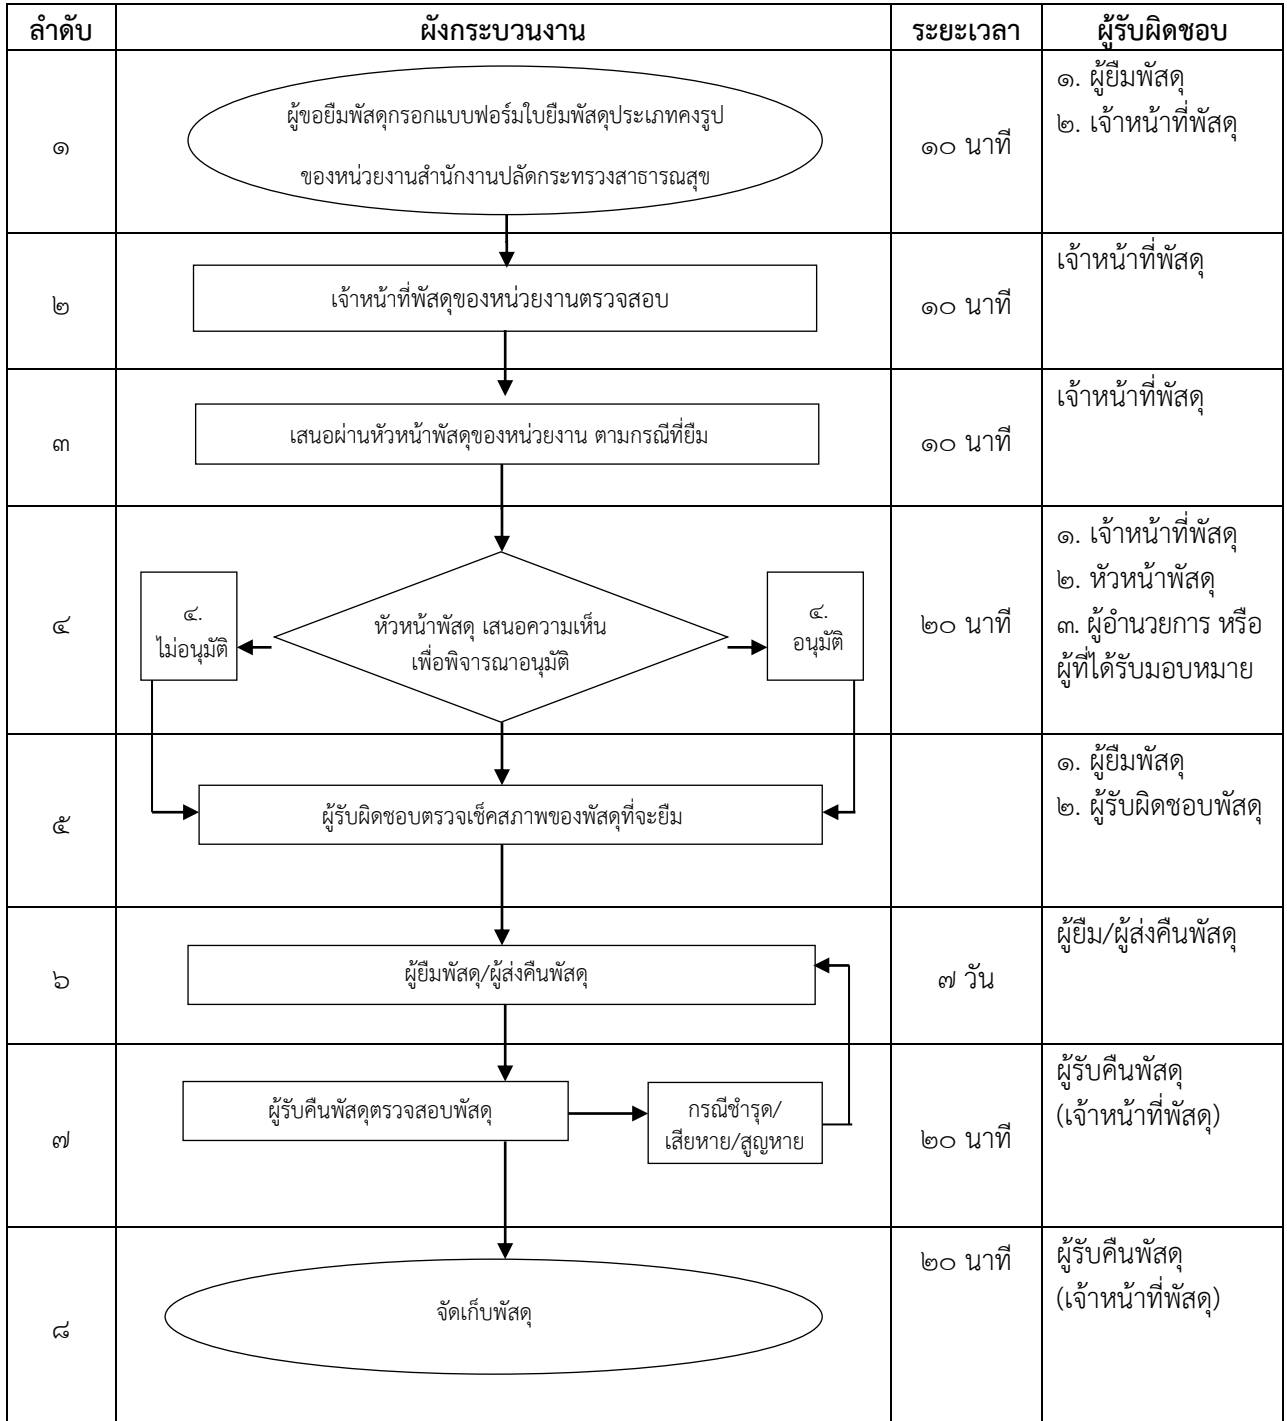 ลำดับ ผังกระบวนงาน ระยะเวลา ผู้รับผิดชอบ
๑
ผู้ขอยืมพัสดุกรอกแบบฟอร์มใบยืมพัสดุประเภทคงรูป
ของหน่วยงานสำนักงานปลัดกระทรวงสาธารณสุข
๑๐ นาที
๑. ผู้ยืมพัสดุ
๒. เจ้าหน้าที่พัสดุ
๒
เจ้าหน้าที่พัสดุของหน่วยงานตรวจสอบ
๑๐ นาที
เจ้าหน้าที่พัสดุ
๓
เสนอผ่านหัวหน้าพัสดุของหน่วยงาน ตามกรณีที่ยืม
๑๐ นาที
เจ้าหน้าที่พัสดุ
๔
๔.
ไม่อนุมัติ
หัวหน้าพัสดุ เสนอความเห็น
เพื่อพิจารณาอนุมัติ
๔.
อนุมัติ
๒๐ นาที
๑. เจ้าหน้าที่พัสดุ
๒. หัวหน้าพัสดุ
๓. ผู้อำนวยการ หรือ
ผู้ที่ได้รับมอบหมาย
๕
ผู้รับผิดชอบตรวจเช็คสภาพของพัสดุที่จะยืม
๑. ผู้ยืมพัสดุ
๒. ผู้รับผิดชอบพัสดุ
๖
ผู้ยืมพัสดุ/ผู้ส่งคืนพัสดุ
๗ วัน
ผู้ยืม/ผู้ส่งคืนพัสดุ
๗
ผู้รับคืนพัสดุตรวจสอบพัสดุ
กรณีชำรุด/
เสียหาย/สูญหาย
๒๐ นาที
ผู้รับคืนพัสดุ
(เจ้าหน้าที่พัสดุ)
๘
จัดเก็บพัสดุ
๒๐ นาที
ผู้รับคืนพัสดุ
(เจ้าหน้าที่พัสดุ)